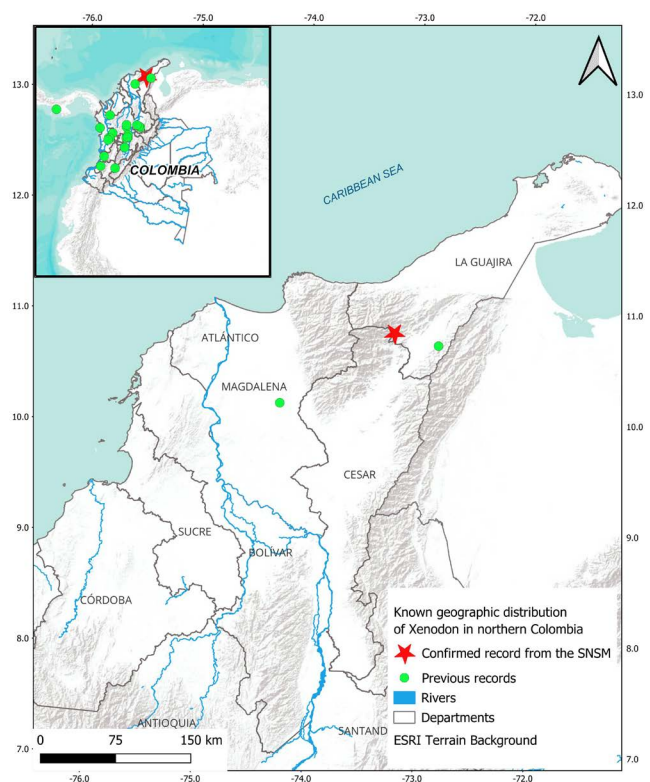 -76.0 -75.0 -74.0 -73.0 -72.0
COLOMBIA
CARIBBEAN SEA
13.0 13.0
12.0 12.0
LA GUAJIRA
11.0 11.0
ATLÁNTICO
MAGDALENA
10.0 10.0
CESAR
9.0 9.0
SUCRE
BOLÍVAR
CÓRDOBA
8.0 8.0
ANTIOQUIA
SANTAND
7.0 7.0
Known geographic distribution
of Xenodon in northern Colombia
Confirmed record from the SNSM
Previous records
Rivers
Departments
ESRI Terrain Background
0 75 150 km
-76.0 -75.0 -74.0 -73.0 -72.0